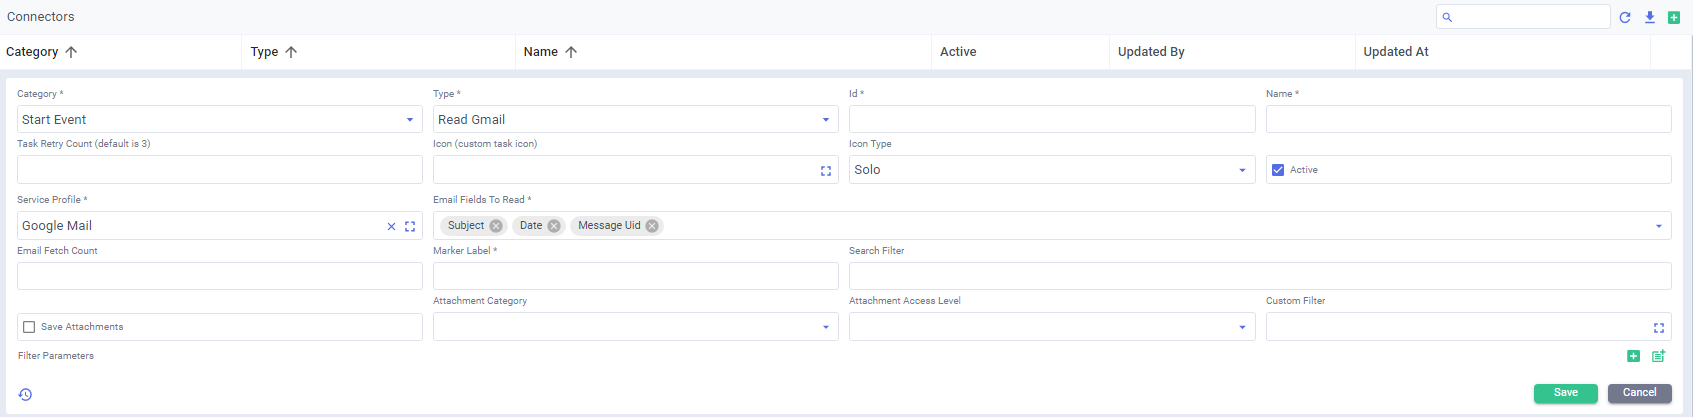 Connectors
Category Type Name Active Updated By Updated At
Category * Type * Id * Name *
Start Event Read Gmail
Task Retry Count (default is 3) Icon (custom task icon) Icon Type
Solo Active
Service Profile * Email Fields To Read *
Google Mail Subject Date Message Uid
Email Fetch Count Marker Label * Search Filter
Attachment Category Attachment Access Level Custom Filter
Save Attachments
Filter Parameters
Save Cancel